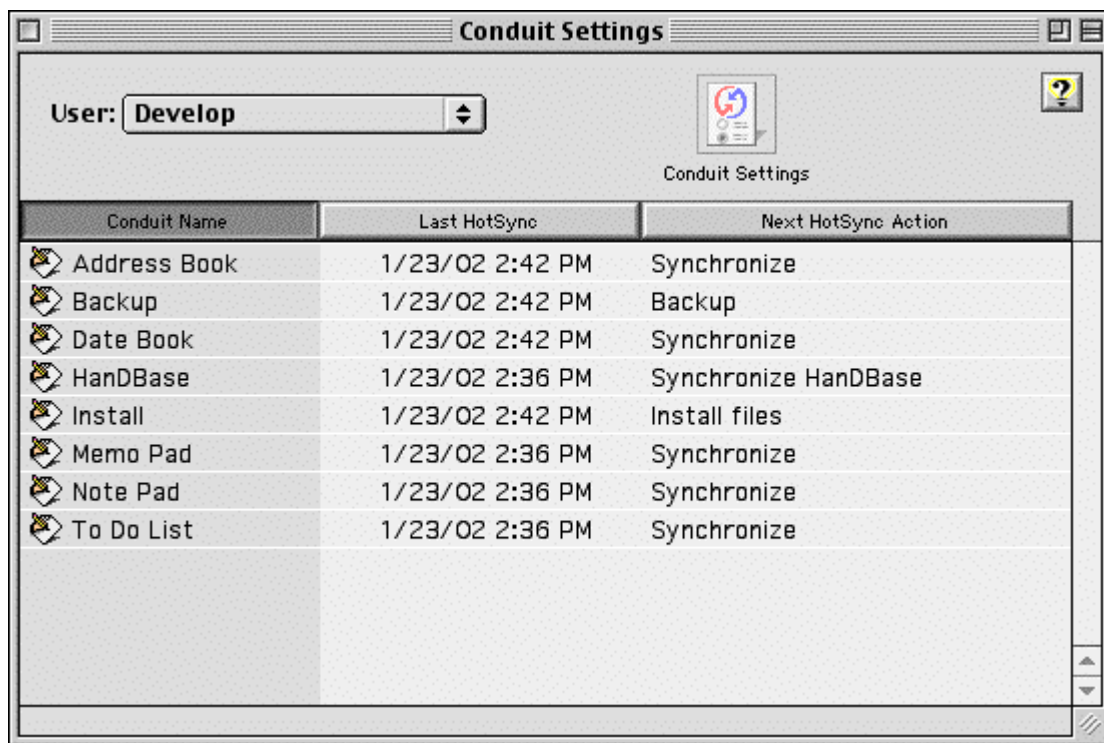 Conduit Settings
User: Develop
?
Conduit Settings
Conduit Name Last HotSync Next HotSync Action
Address Book 1/23/02 2:42 PM Synchronize
Backup 1/23/02 2:42 PM Backup
Date Book 1/23/02 2:42 PM Synchronize
HanDBase 1/23/02 2:36 PM Synchronize HanDBase
Install 1/23/02 2:42 PM Install files
Memo Pad 1/23/02 2:36 PM Synchronize
Note Pad 1/23/02 2:36 PM Synchronize
To Do List 1/23/02 2:36 PM Synchronize